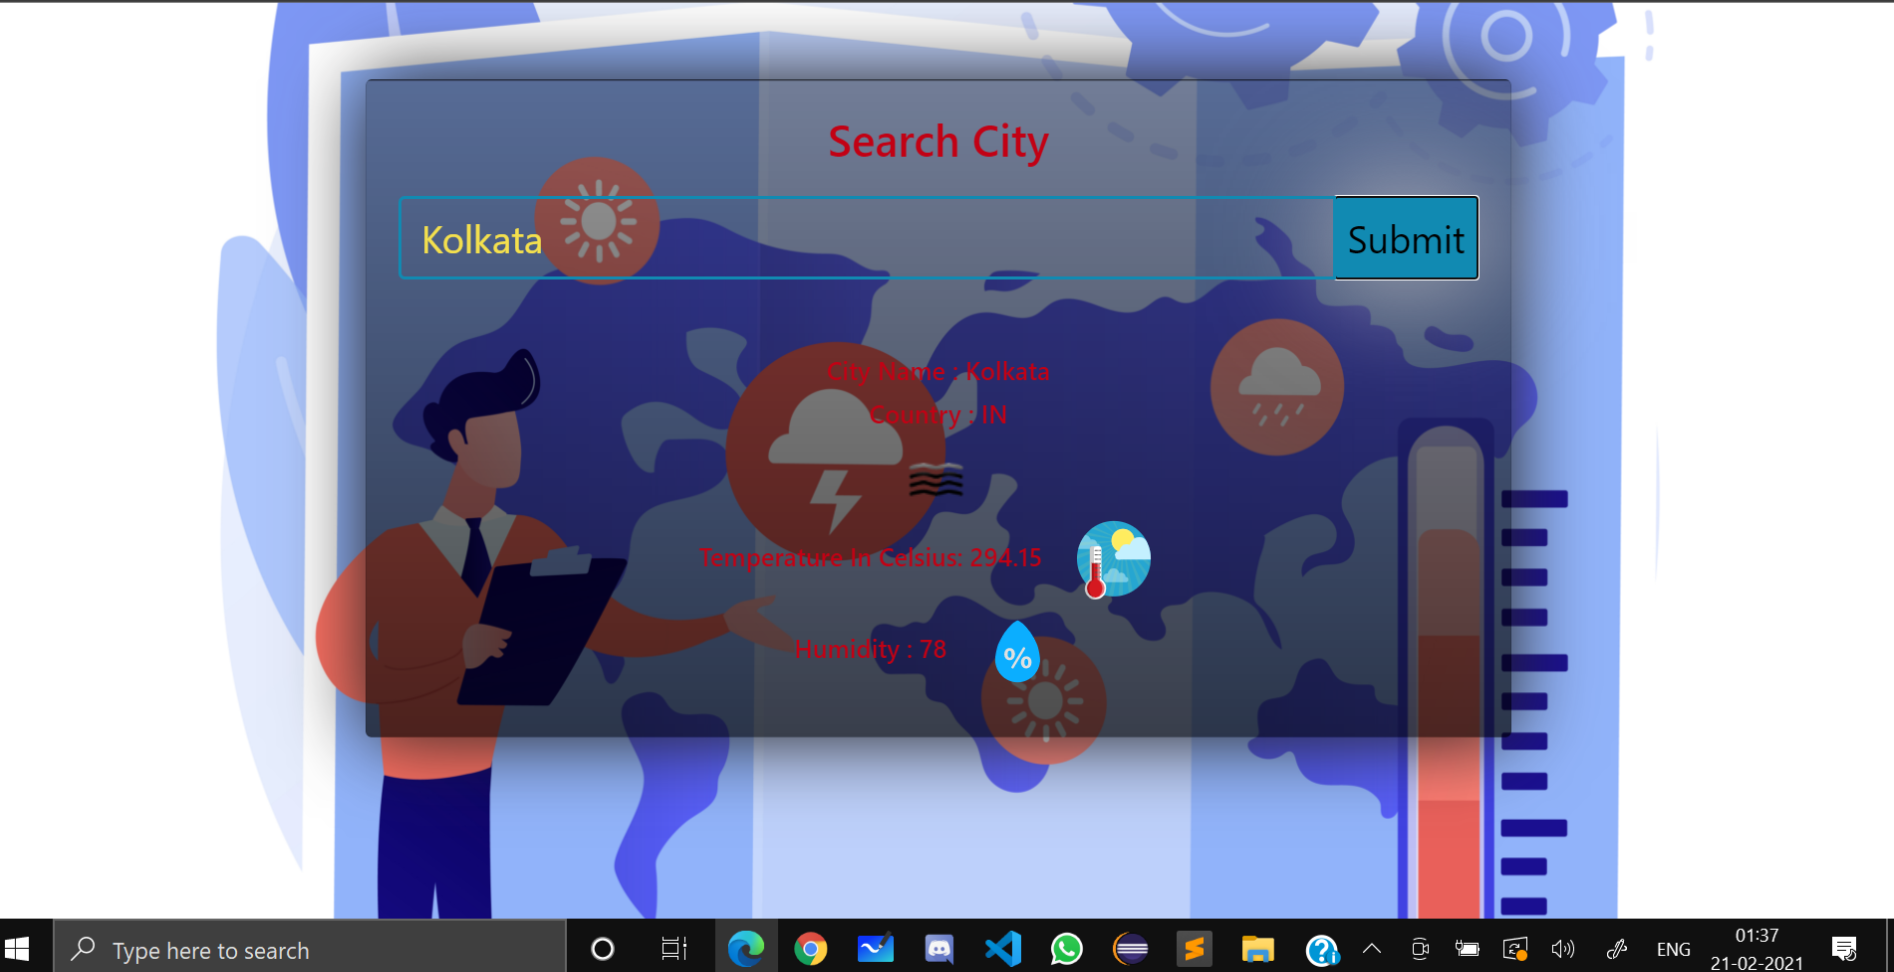 Search City
Kolkata
Submit
City Name : Kolkata
Country : IN
Temperature In Celsius: 294.15
Humidity : 78
%
Type here to search
ENG
01:37
21-02-2021